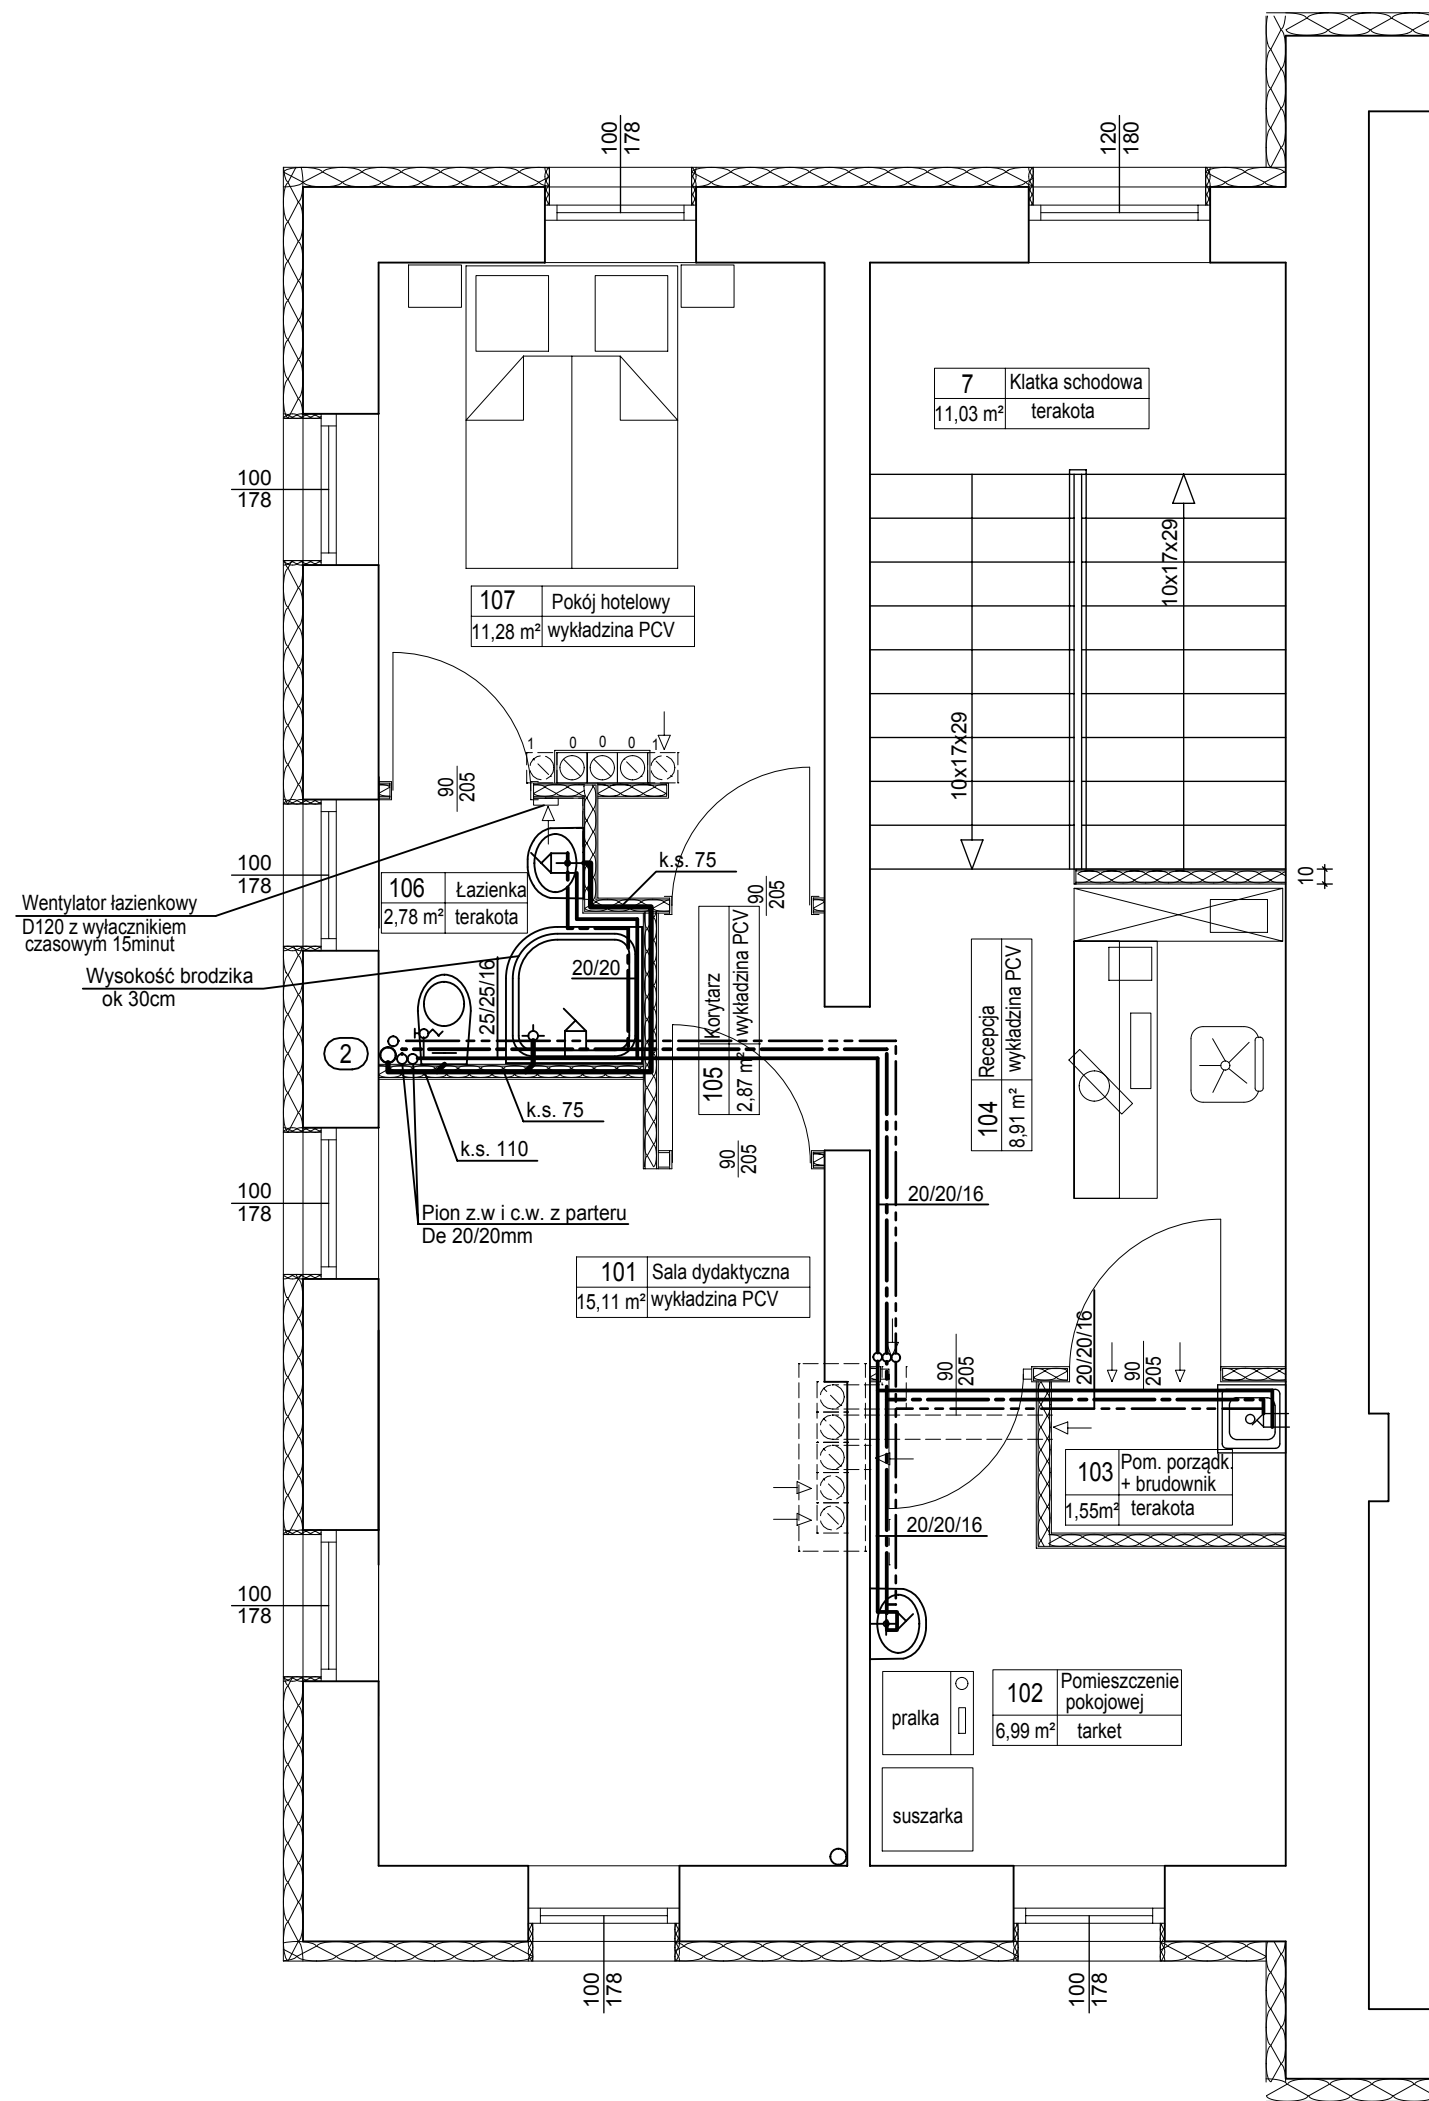 100
178
120
180
7 Klatka schodowa
11,03 m² terakota
100
178
10x17x29
10x17x29
107 Pokój hotelowy
11,28 m² wykładzina PCV
1 0 0 0 1
90
205
k.s. 75
90
205
10
100
178
106 Łazienka
2,78 m² terakota
Wentylator łazienkowy
D120 z wyłacznikiem
czasowym 15minut
Wysokość brodzika
ok 30cm
25/25/16
20/20
105 Korytarz
2,87 m² wykładzina PCV
104 Recepcja
8,91 m² wykładzina PCV
2
k.s. 75
k.s. 110
90
205
100
178
20/20/16
Pion z.w i c.w. z parteru
De 20/20mm
101 Sala dydaktyczna
15,11 m² wykładzina PCV
20/20/16
90
205
90
205
103 Pom. porządk.
+ brudownik
1,55m² terakota
20/20/16
100
178
102 Pomieszczenie
pokojowej
6,99 m² tarket
pralka
suszarka
100
178
100
178